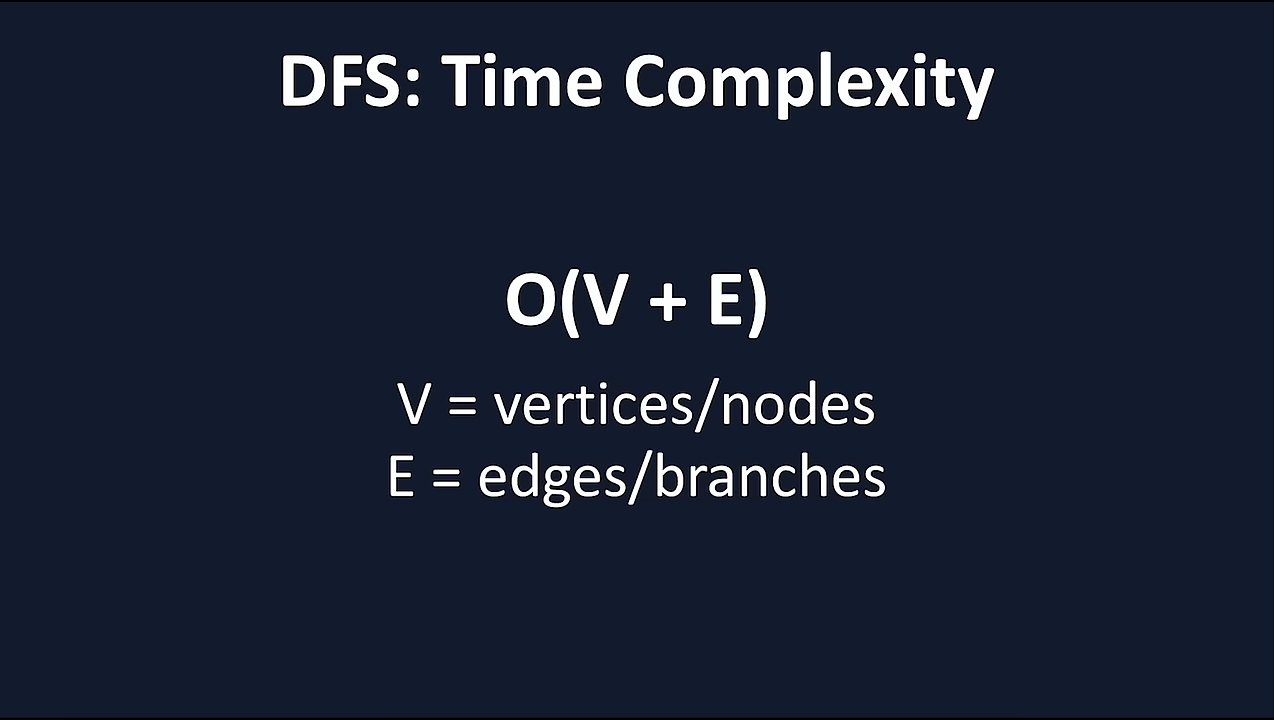 DFS: Time Complexity
O(V + E)
V = vertices/nodes
E = edges/branches